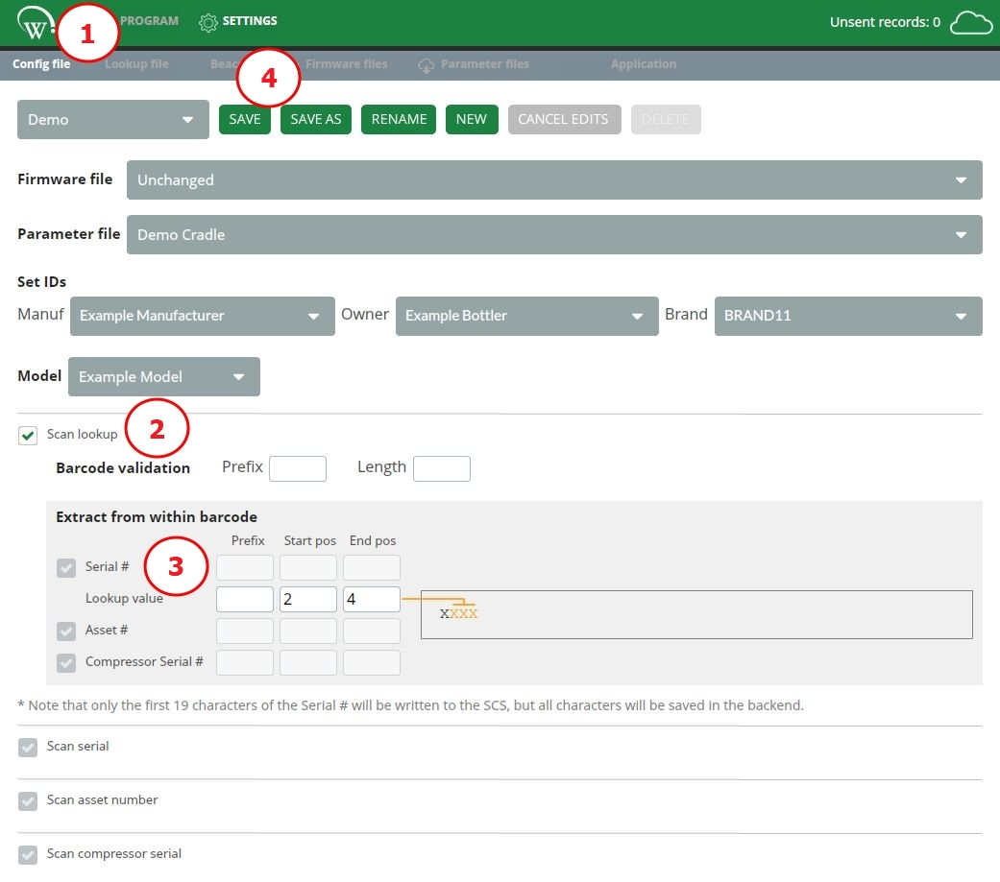 W 1 PROGRAM SETTINGS Unsent records: 0
Config file Lookup file Firmware files Parameter files Application
4
Demo SAVE SAVE AS RENAME NEW CANCEL EDITS DELETE
Firmware file Unchanged
Parameter file Demo Cradle
Set IDs
Manuf Example Manufacturer Owner Example Bottler Brand BRAND11
Model Example Model
Scan lookup 2
Barcode validation Prefix Length
Extract from within barcode
Prefix Start pos End pos
Serial # 3
Lookup value 2 4 xxxx
Asset #
Compressor Serial #
* Note that only the first 19 characters of the Serial # will be written to the SCS, but all characters will be saved in the backend.
Scan serial
Scan asset number
Scan compressor serial